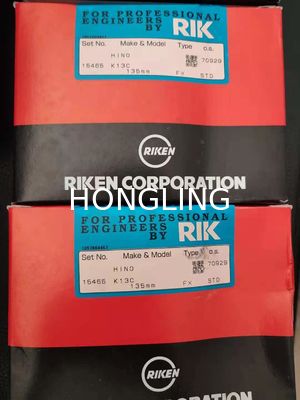 FOR PROFESSIONAL
ENGINEERS
BY RIK
Set No. Make & Model Type o.s.
HINO 70929
15465 K13C
135mm FX STD
RIKEN
RIKEN CORPORATION
HONGLING
FOR PROFESSIONAL
ENGINEERS
BY RIK
Set No. Make & Model Type o.s.
HINO 70929
15465 K13C
135mm FX STD
RIKEN
RIKEN CORPORATION